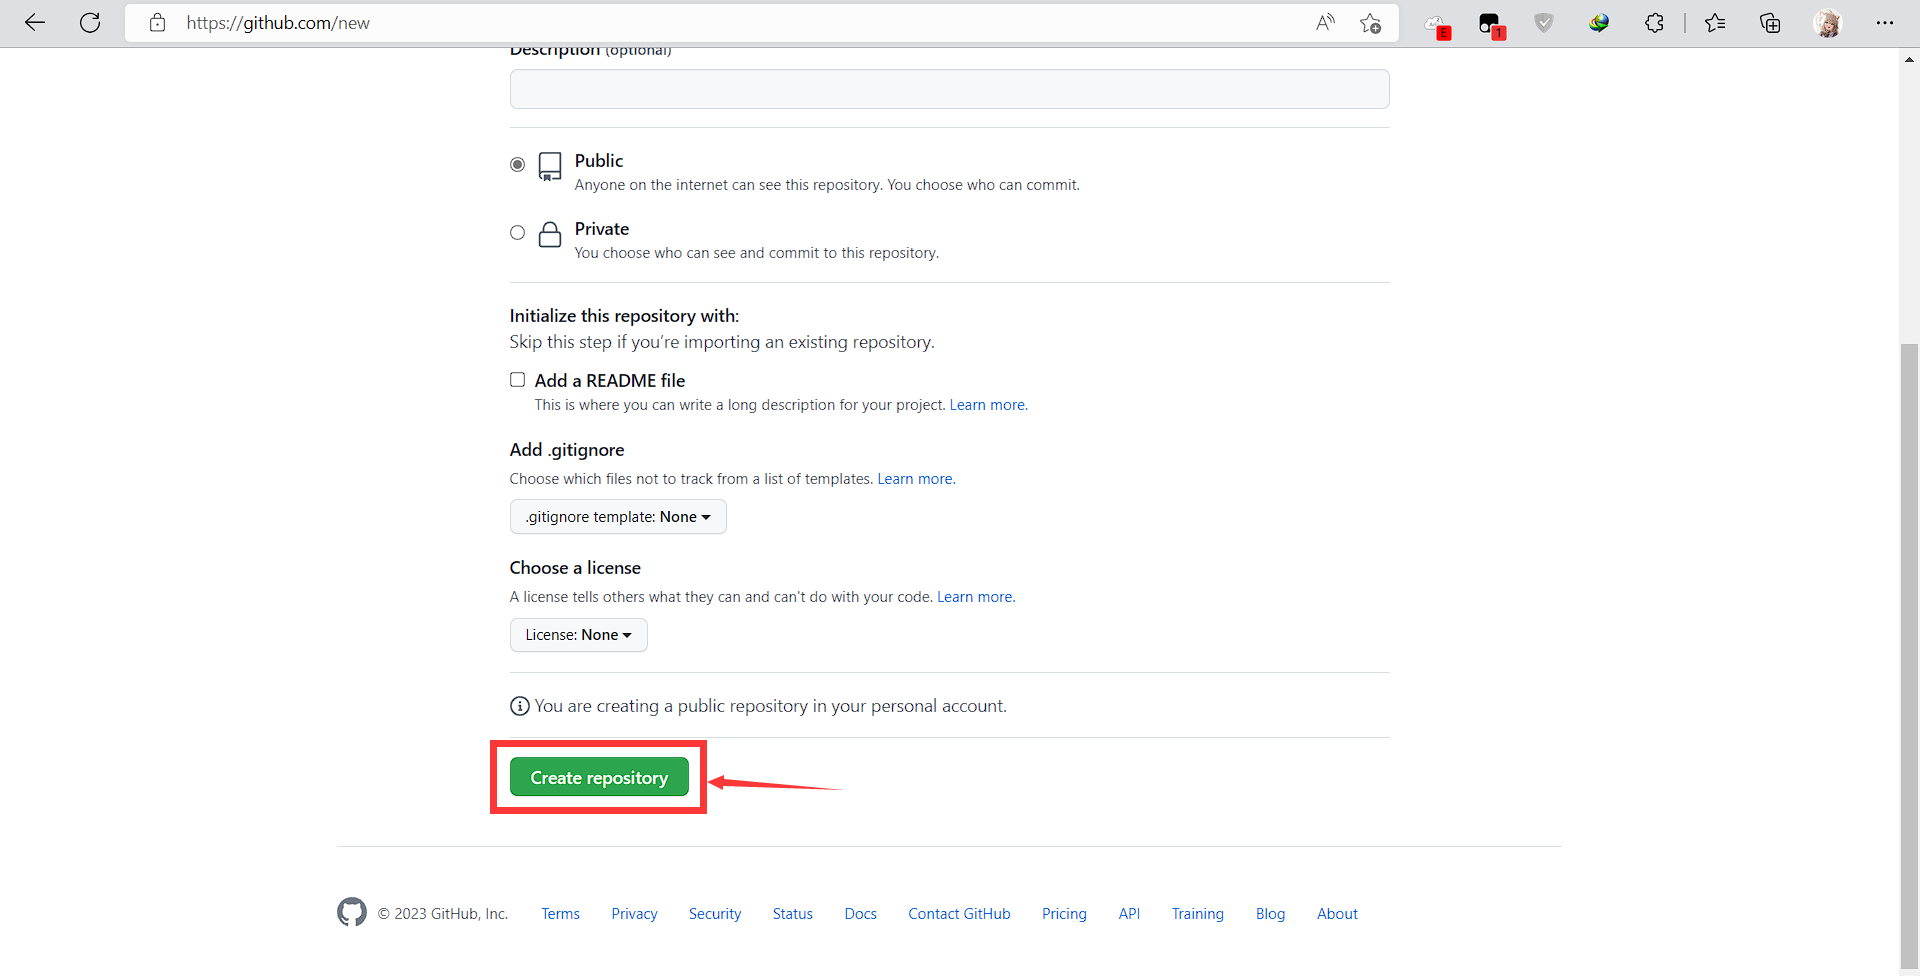 https://github.com/new
E
1
Description (optional)
Public
Anyone on the internet can see this repository. You choose who can commit.
Private
You choose who can see and commit to this repository.
Initialize this repository with:
Skip this step if you’re importing an existing repository.
Add a README file
This is where you can write a long description for your project. Learn more.
Add .gitignore
Choose which files not to track from a list of templates. Learn more.
.gitignore template: None
Choose a license
A license tells others what they can and can't do with your code. Learn more.
License: None
You are creating a public repository in your personal account.
Create repository
© 2023 GitHub, Inc. Terms Privacy Security Status Docs Contact GitHub Pricing API Training Blog About